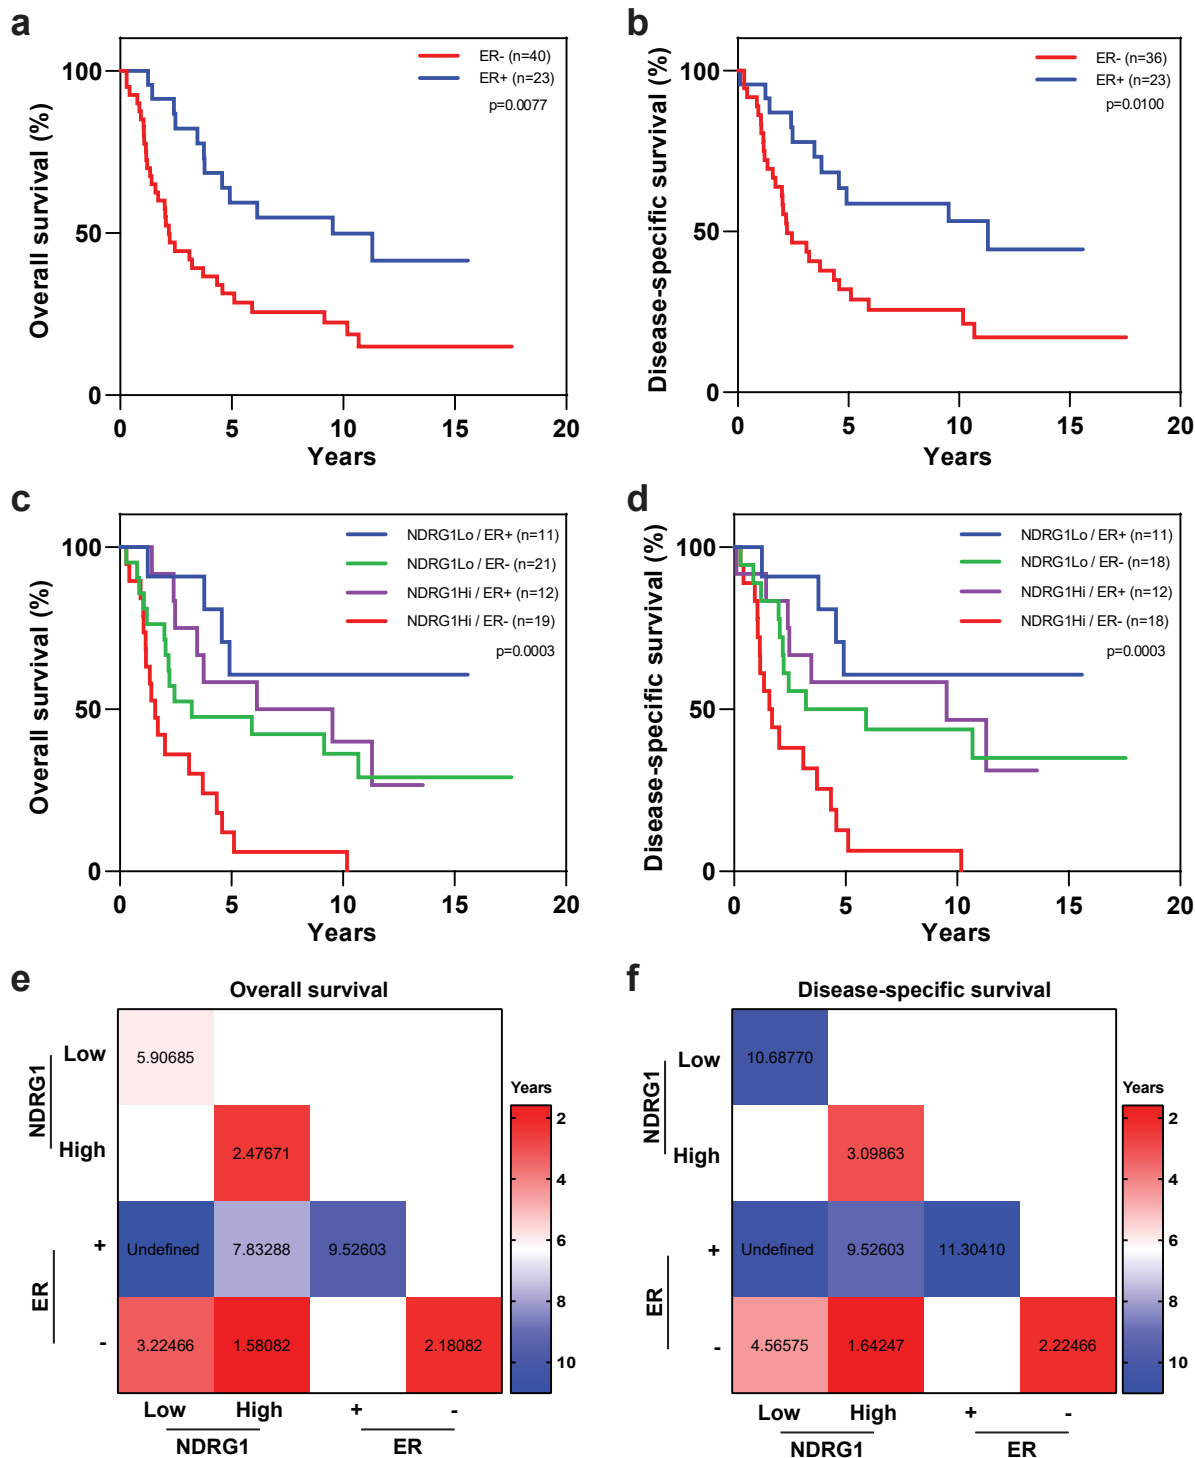 a
Overall survival (%)
100
50
0
0 5 10 15 20
Years
ER- (n=40)
ER+ (n=23)
p=0.0077
b
Disease-specific survival (%)
100
50
0
0 5 10 15 20
Years
ER- (n=36)
ER+ (n=23)
p=0.0100
c
Overall survival (%)
100
50
0
0 5 10 15 20
Years
NDRG1Lo / ER+ (n=11)
NDRG1Lo / ER- (n=21)
NDRG1Hi / ER+ (n=12)
NDRG1Hi / ER- (n=19)
p=0.0003
d
Disease-specific survival (%)
100
50
0
0 5 10 15 20
Years
NDRG1Lo / ER+ (n=11)
NDRG1Lo / ER- (n=18)
NDRG1Hi / ER+ (n=12)
NDRG1Hi / ER- (n=18)
p=0.0003
e
Overall survival
NDRG1
Low
High
ER
+
-
5.90685
2.47671
Undefined 7.83288 9.52603
3.22466 1.58082 2.18082
Low High + -
NDRG1 ER
Years
2
4
6
8
10
f
Disease-specific survival
NDRG1
Low
High
ER
+
-
10.68770
3.09863
Undefined 9.52603 11.30410
4.56575 1.64247 2.22466
Low High + -
NDRG1 ER
Years
2
4
6
8
10